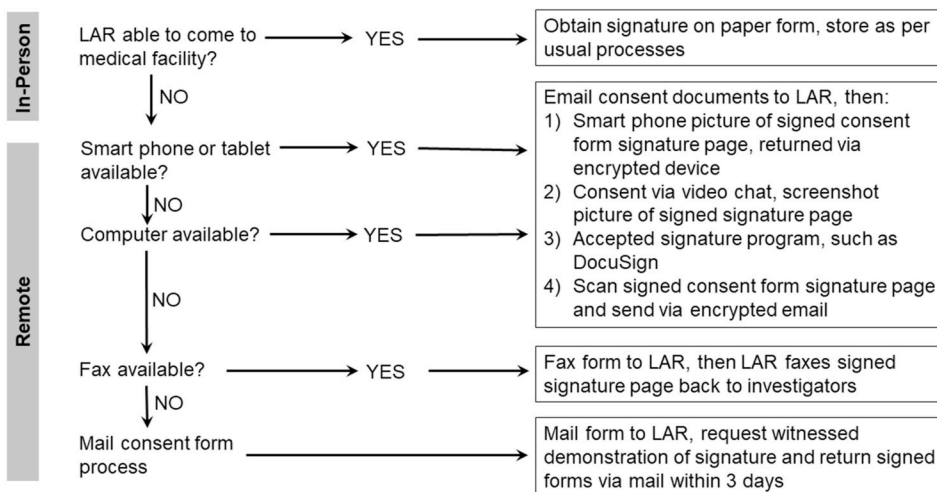 In-Person
LAR able to come to
medical facility?
YES
Obtain signature on paper form, store as per
usual processes
NO
Remote
Smart phone or tablet
available?
YES
Email consent documents to LAR, then:
1) Smart phone picture of signed consent
form signature page, returned via
encrypted device
2) Consent via video chat, screenshot
picture of signed signature page
3) Accepted signature program, such as
DocuSign
4) Scan signed consent form signature page
and send via encrypted email
NO
Computer available?
YES
NO
Fax available?
YES
Fax form to LAR, then LAR faxes signed
signature page back to investigators
NO
Mail consent form
process
Mail form to LAR, request witnessed
demonstration of signature and return signed
forms via mail within 3 days